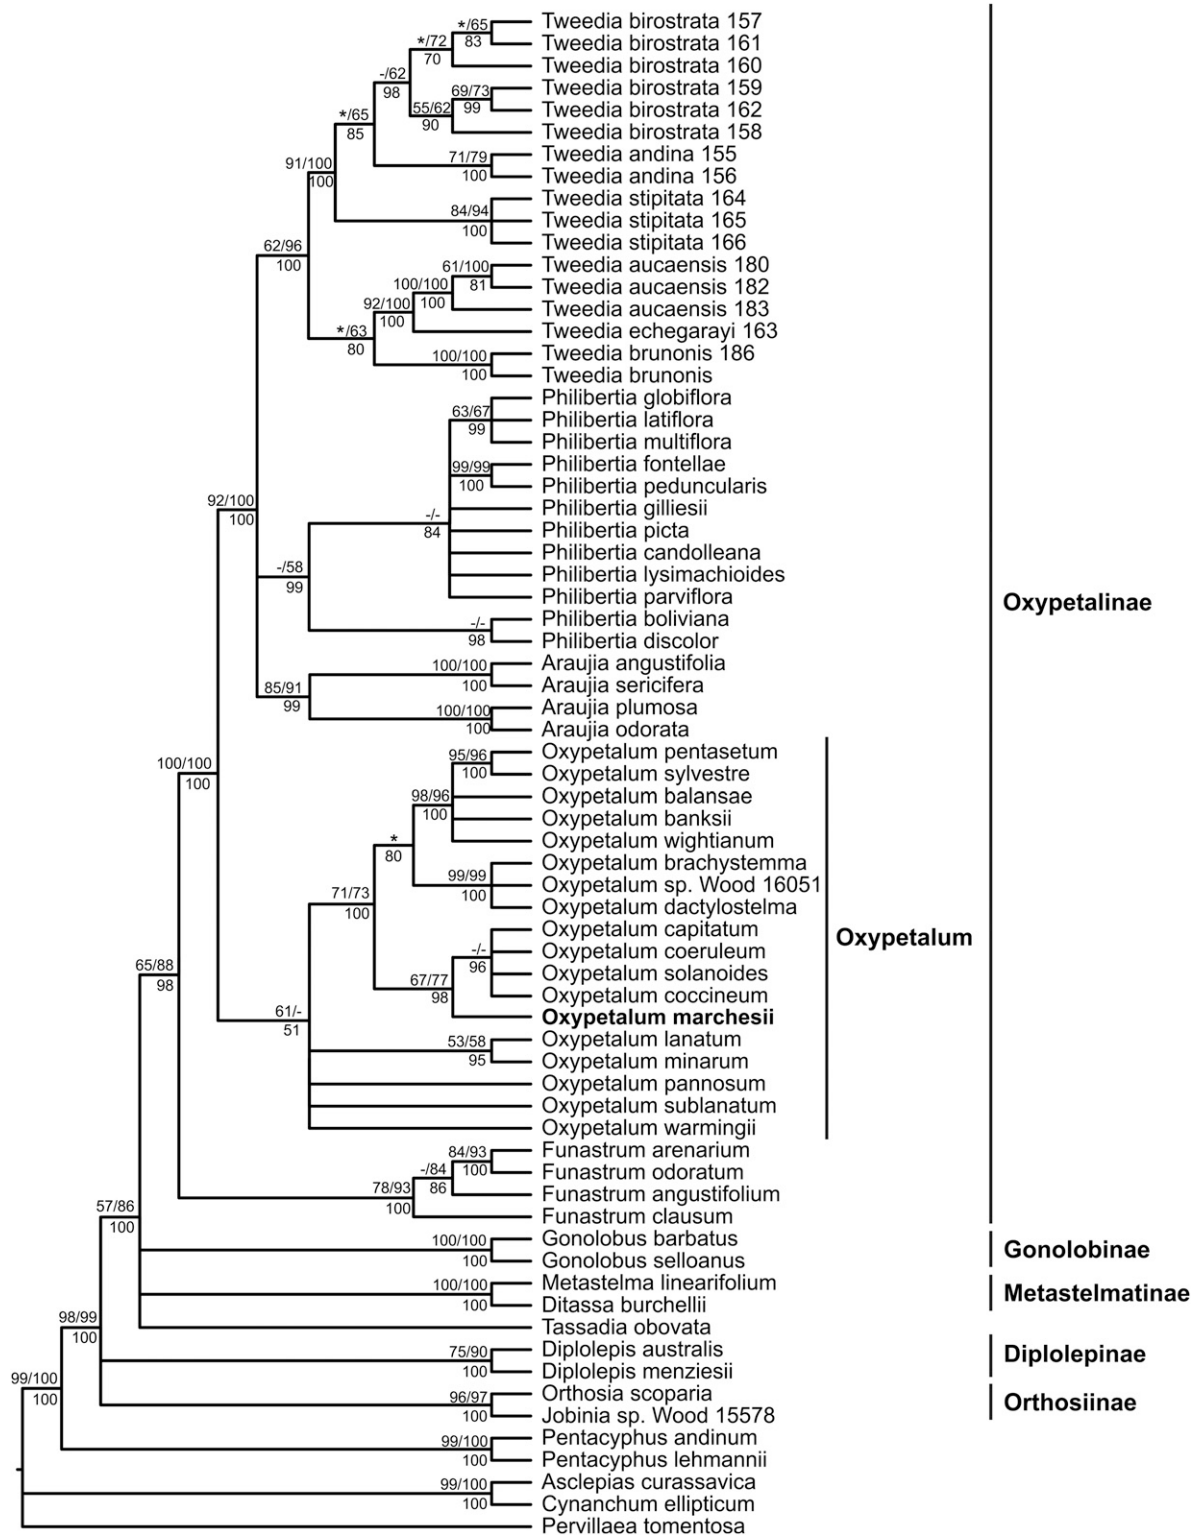 Tweedia birostrata 157
*/65
83
Tweedia birostrata 161
*/72
70
Tweedia birostrata 160
-/62
98
Tweedia birostrata 159
69/73
99
Tweedia birostrata 162
55/62
90
Tweedia birostrata 158
*/65
85
Tweedia andina 155
71/79
100
Tweedia andina 156
91/100
100
Tweedia stipitata 164
84/94
Tweedia stipitata 165
100
Tweedia stipitata 166
62/96
100
Tweedia aucaensis 180
61/100
81
Tweedia aucaensis 182
100/100
100
Tweedia aucaensis 183
92/100
100
Tweedia echegarayi 163
*/63
80
Tweedia brunonis 186
100/100
100
Tweedia brunonis
Philibertia globiflora
63/67
Philibertia latiflora
99
Philibertia multiflora
Philibertia fontellae
99/99
100
Philibertia peduncularis
92/100
100
Philibertia gilliesii
-/-
84
Philibertia picta
Philibertia candolleana
-/58
99
Philibertia lysimachioides
Philibertia parviflora
Philibertia boliviana
-/-
98
Philibertia discolor
Araujia angustifolia
100/100
100
Araujia sericifera
85/91
99
Araujia plumosa
100/100
100
Araujia odorata
Oxypetalum pentasetum
95/96
100
Oxypetalum sylvestre
100/100
100
Oxypetalum balansae
98/96
100
Oxypetalum banksii
Oxypetalum wightianum
*
80
Oxypetalum brachystemma
99/99
Oxypetalum sp. Wood 16051
100
Oxypetalum dactylostelma
71/73
100
Oxypetalum capitatum
Oxypetalum coeruleum
-/-
96
Oxypetalum solanoides
67/77
98
Oxypetalum coccineum
Oxypetalum marchesii
65/88
98
61/-
51
Oxypetalum lanatum
53/58
95
Oxypetalum minarum
Oxypetalum pannosum
Oxypetalum sublanatum
Oxypetalum warmingii
Funastrum arenarium
84/93
100
Funastrum odoratum
-/84
86
Funastrum angustifolium
78/93
100
Funastrum clausum
57/86
100
Gonolobus barbatus
100/100
100
Gonolobus selloanus
Metastelma linearifolium
100/100
100
Ditassa burchellii
Tassadia obovata
98/99
100
Diplolepis australis
75/90
100
Diplolepis menziesii
99/100
100
Orthosia scoparia
96/97
100
Jobinia sp. Wood 15578
Pentacyphus andinum
99/100
100
Pentacyphus lehmannii
Asclepias curassavica
99/100
100
Cynanchum ellipticum
Pervillaea tomentosa
Oxypetalum
Oxypetalinae
Gonolobinae
Metastelmatinae
Diplolepinae
Orthosiinae